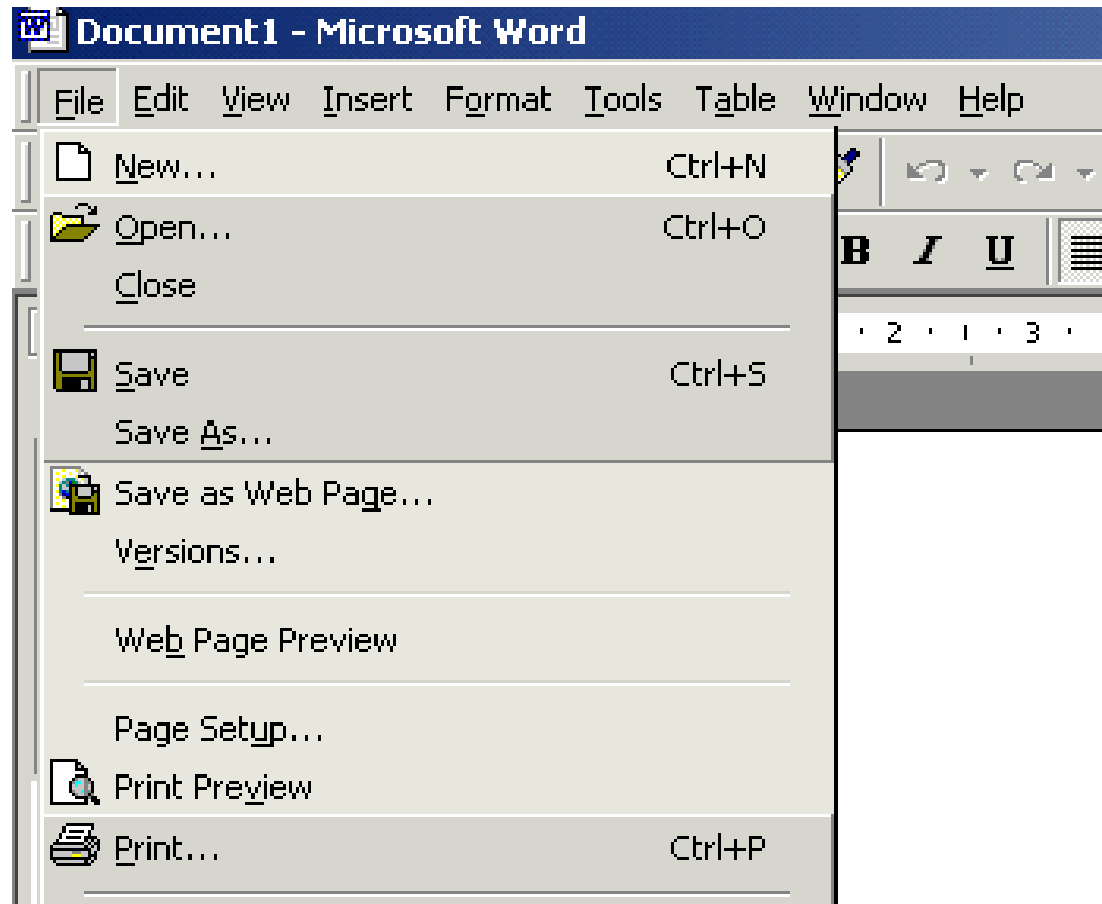 Document1 - Microsoft Word
File Edit View Insert Format Tools Table Window Help
New... Ctrl+N
Open... Ctrl+O
B I U
Close
· 2 · ı · 3 ·
Save Ctrl+S
Save As...
Save as Web Page...
Versions...
Web Page Preview
Page Setup...
Print Preview
Print... Ctrl+P